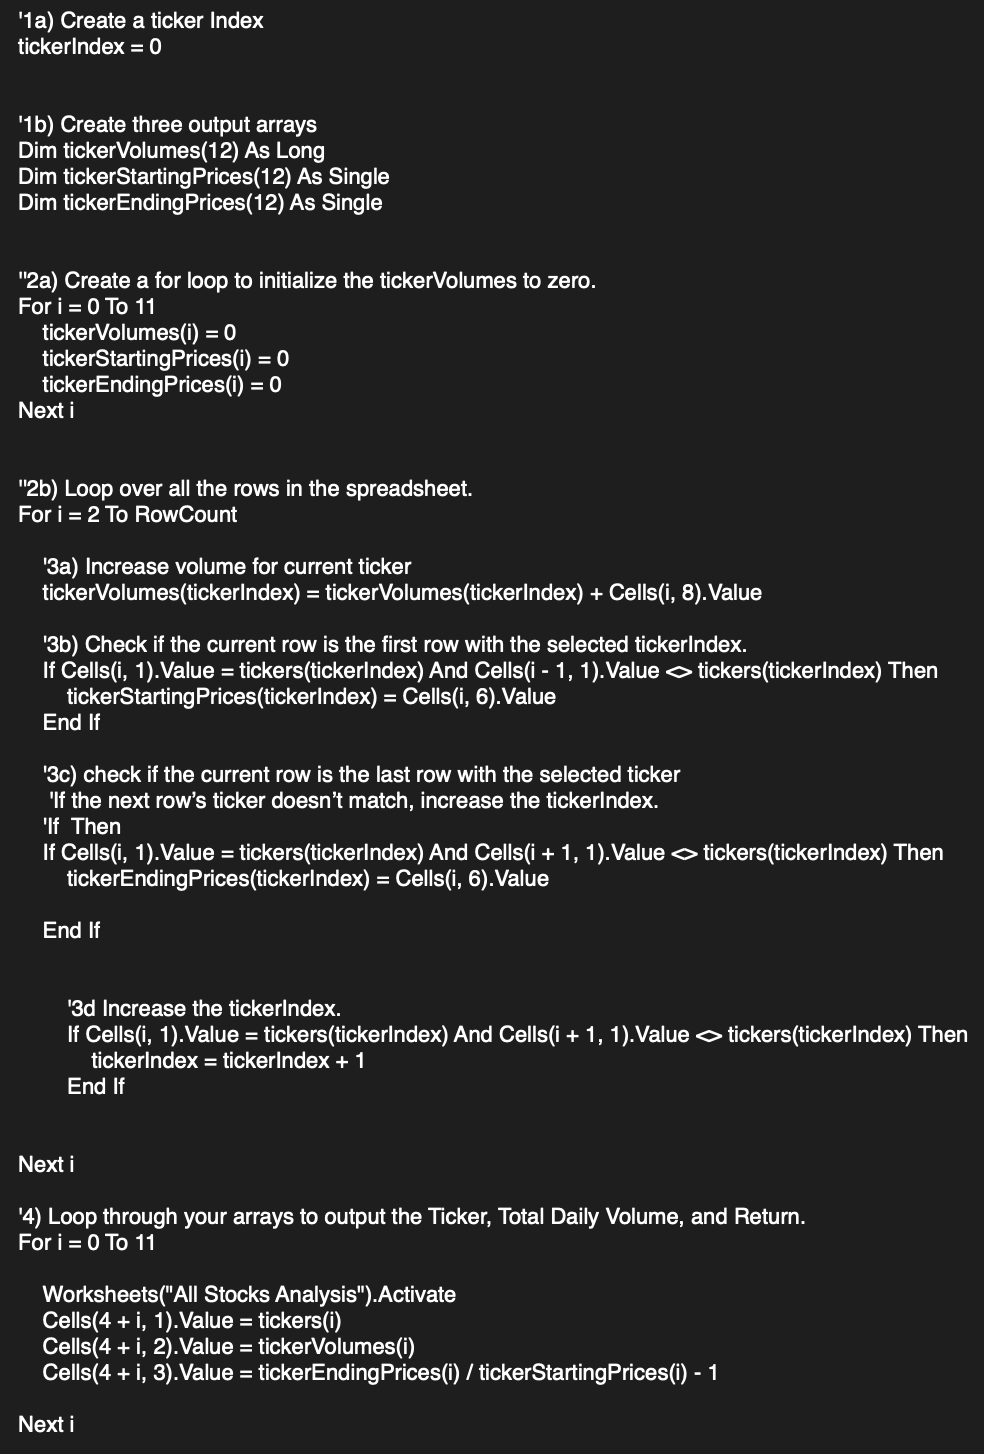 '1a) Create a ticker Index
tickerIndex = 0
'1b) Create three output arrays
Dim tickerVolumes(12) As Long
Dim tickerStartingPrices(12) As Single
Dim tickerEndingPrices(12) As Single
''2a) Create a for loop to initialize the tickerVolumes to zero.
For i = 0 To 11
tickerVolumes(i) = 0
tickerStartingPrices(i) = 0
tickerEndingPrices(i) = 0
Next i
''2b) Loop over all the rows in the spreadsheet.
For i = 2 To RowCount
'3a) Increase volume for current ticker
tickerVolumes(tickerIndex) = tickerVolumes(tickerIndex) + Cells(i, 8).Value
'3b) Check if the current row is the first row with the selected tickerIndex.
If Cells(i, 1).Value = tickers(tickerIndex) And Cells(i - 1, 1).Value <> tickers(tickerIndex) Then
tickerStartingPrices(tickerIndex) = Cells(i, 6).Value
End If
'3c) check if the current row is the last row with the selected ticker
'If the next row’s ticker doesn’t match, increase the tickerIndex.
'If  Then
If Cells(i, 1).Value = tickers(tickerIndex) And Cells(i + 1, 1).Value <> tickers(tickerIndex) Then
tickerEndingPrices(tickerIndex) = Cells(i, 6).Value
End If
'3d Increase the tickerIndex.
If Cells(i, 1).Value = tickers(tickerIndex) And Cells(i + 1, 1).Value <> tickers(tickerIndex) Then
tickerIndex = tickerIndex + 1
End If
Next i
'4) Loop through your arrays to output the Ticker, Total Daily Volume, and Return.
For i = 0 To 11
Worksheets("All Stocks Analysis").Activate
Cells(4 + i, 1).Value = tickers(i)
Cells(4 + i, 2).Value = tickerVolumes(i)
Cells(4 + i, 3).Value = tickerEndingPrices(i) / tickerStartingPrices(i) - 1
Next i